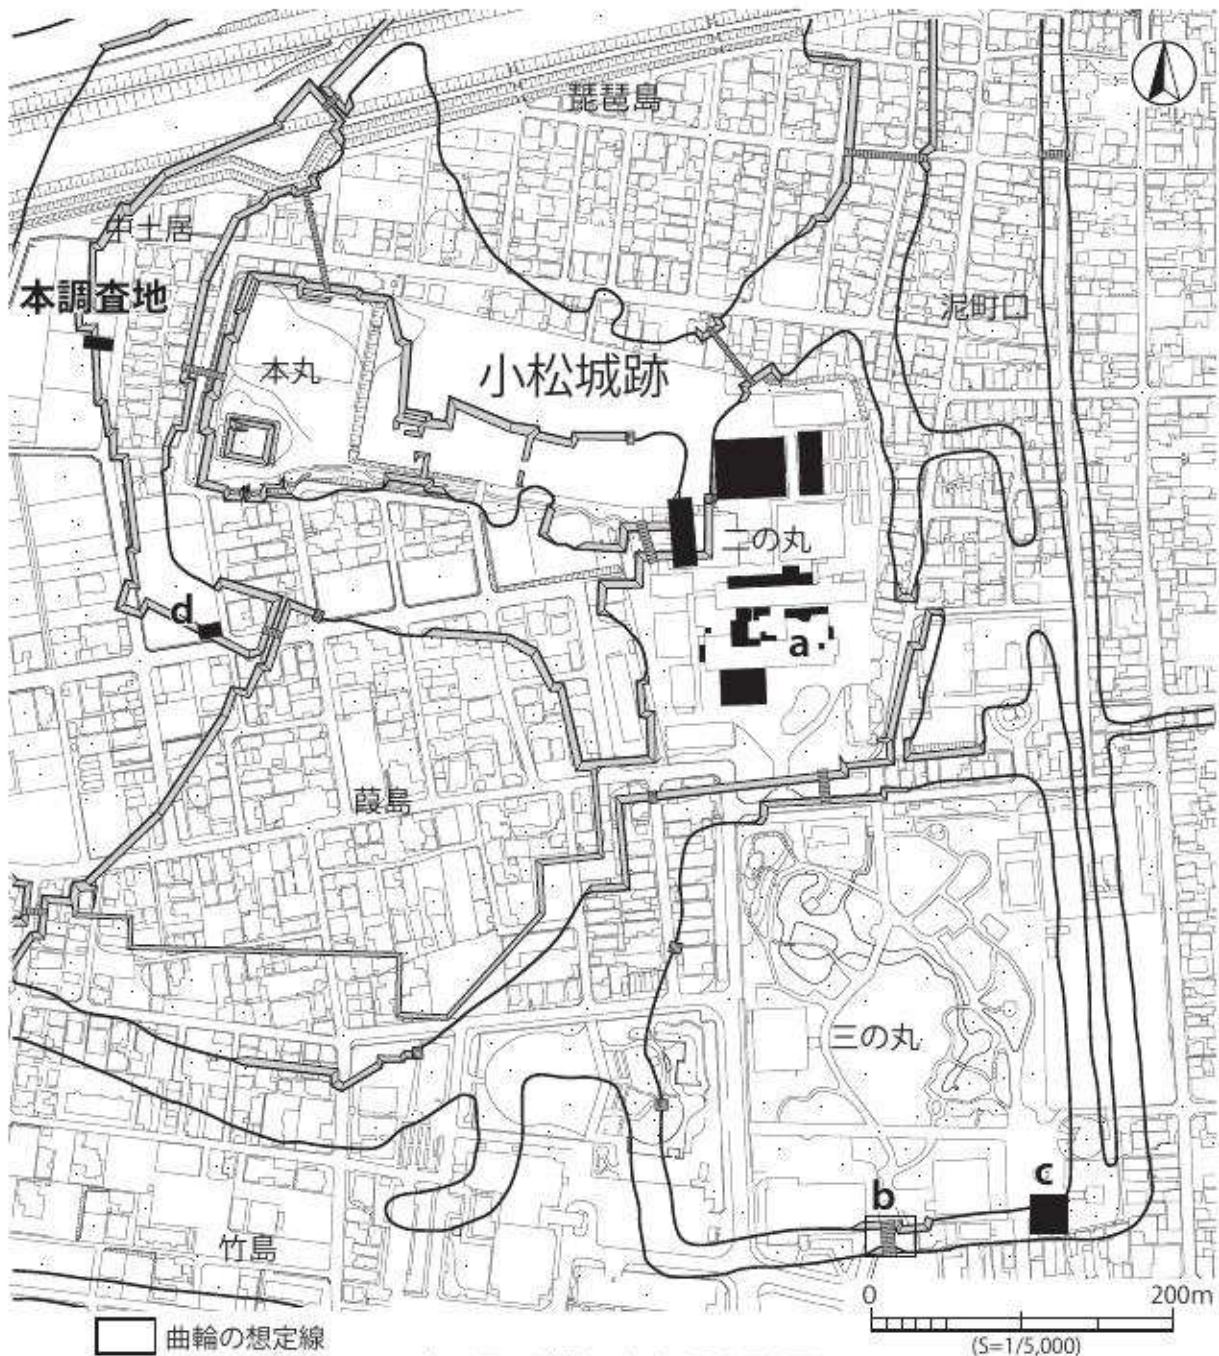 琵琶島
中土居
本調査地
泥町口
本丸
小松城跡
二の丸
d
a
葭島
三の丸
b
c
竹島
0 200m
(S=1/5,000)
曲輪の想定線